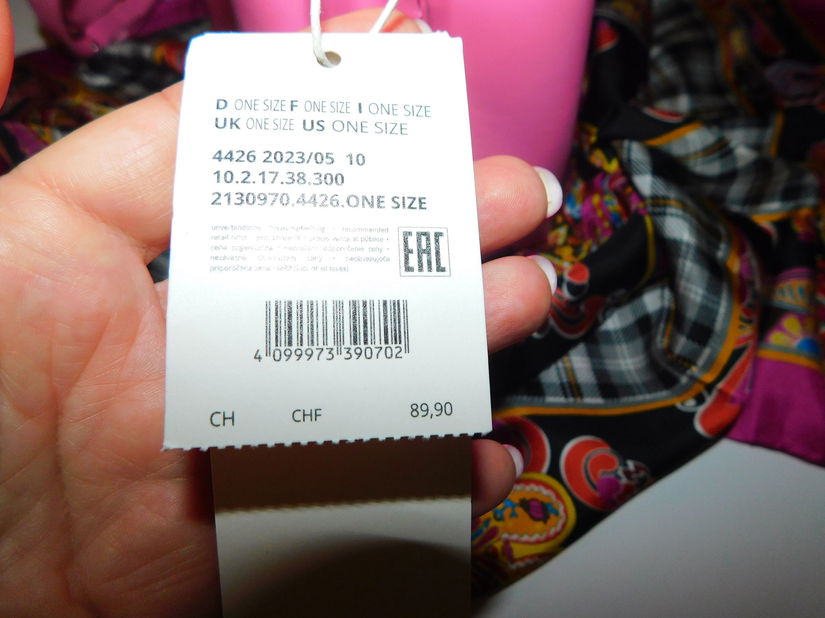 D ONE SIZE F ONE SIZE I ONE SIZE
UK ONE SIZE US ONE SIZE
4426 2023/05 10
10.2.17.38.300
2130970.4426.ONE SIZE
recommended
EAC
4 099973 390702
CH CHF 89,90